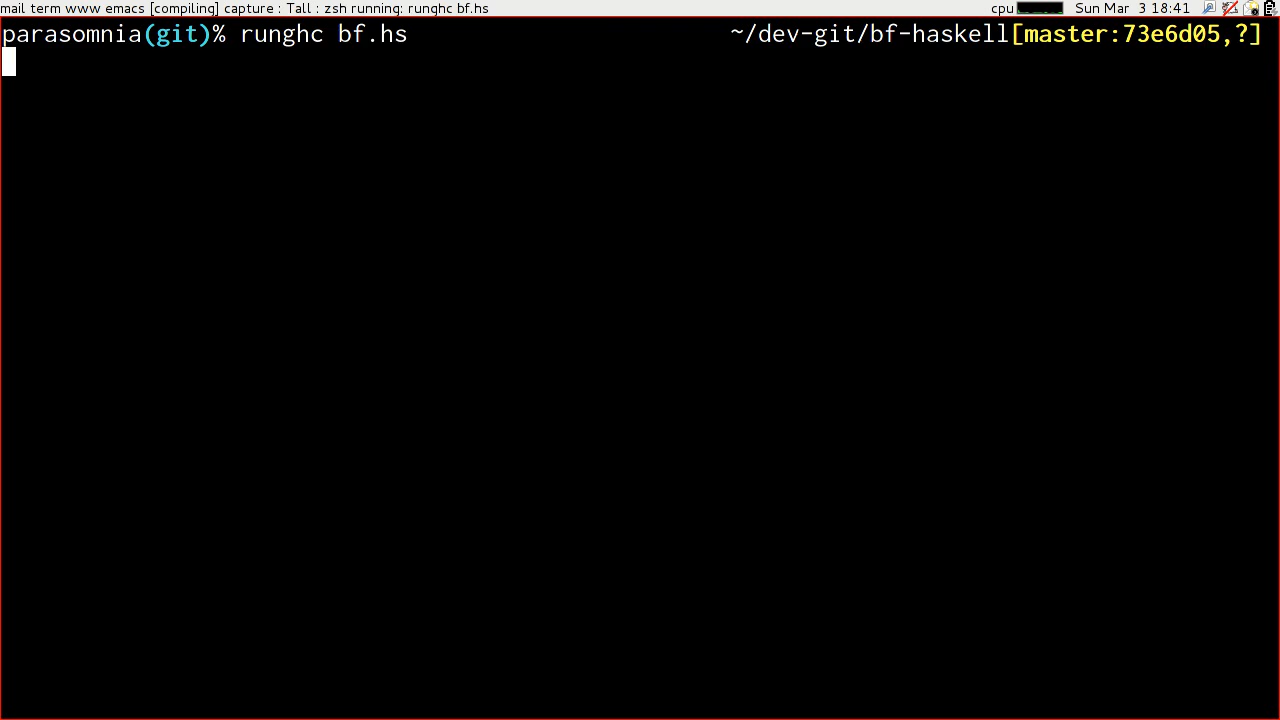 mail term www emacs [compiling] capture : Tall : zsh running: runghc bf.hs cpu Sun Mar 3 18:41
parasomnia(git)% runghc bf.hs ~/dev-git/bf-haskell[master:73e6d05,?]